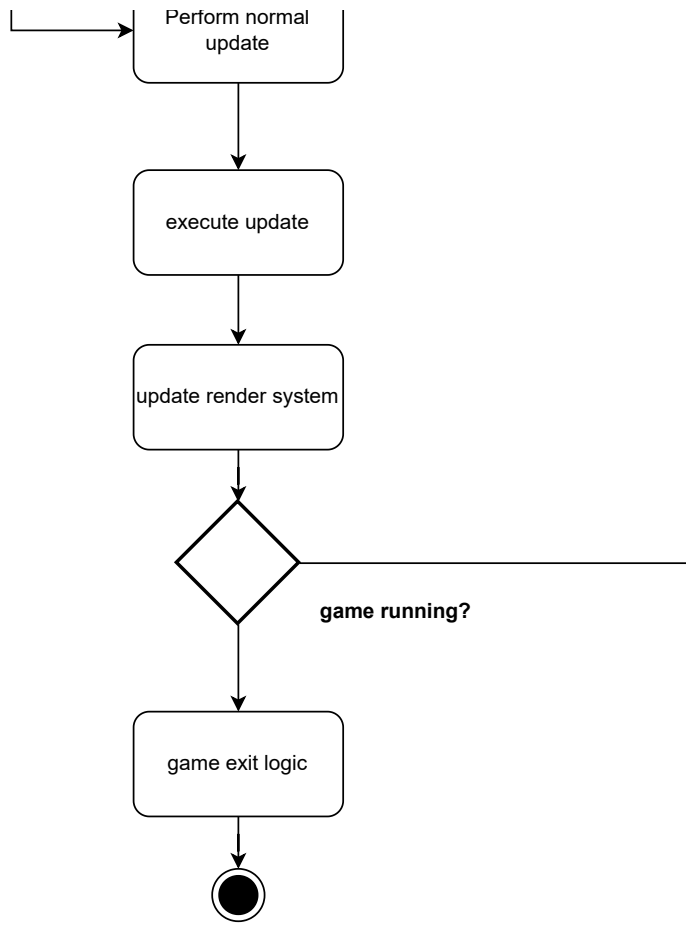 Perform normal
update
execute update
update render system
game running?
game exit logic